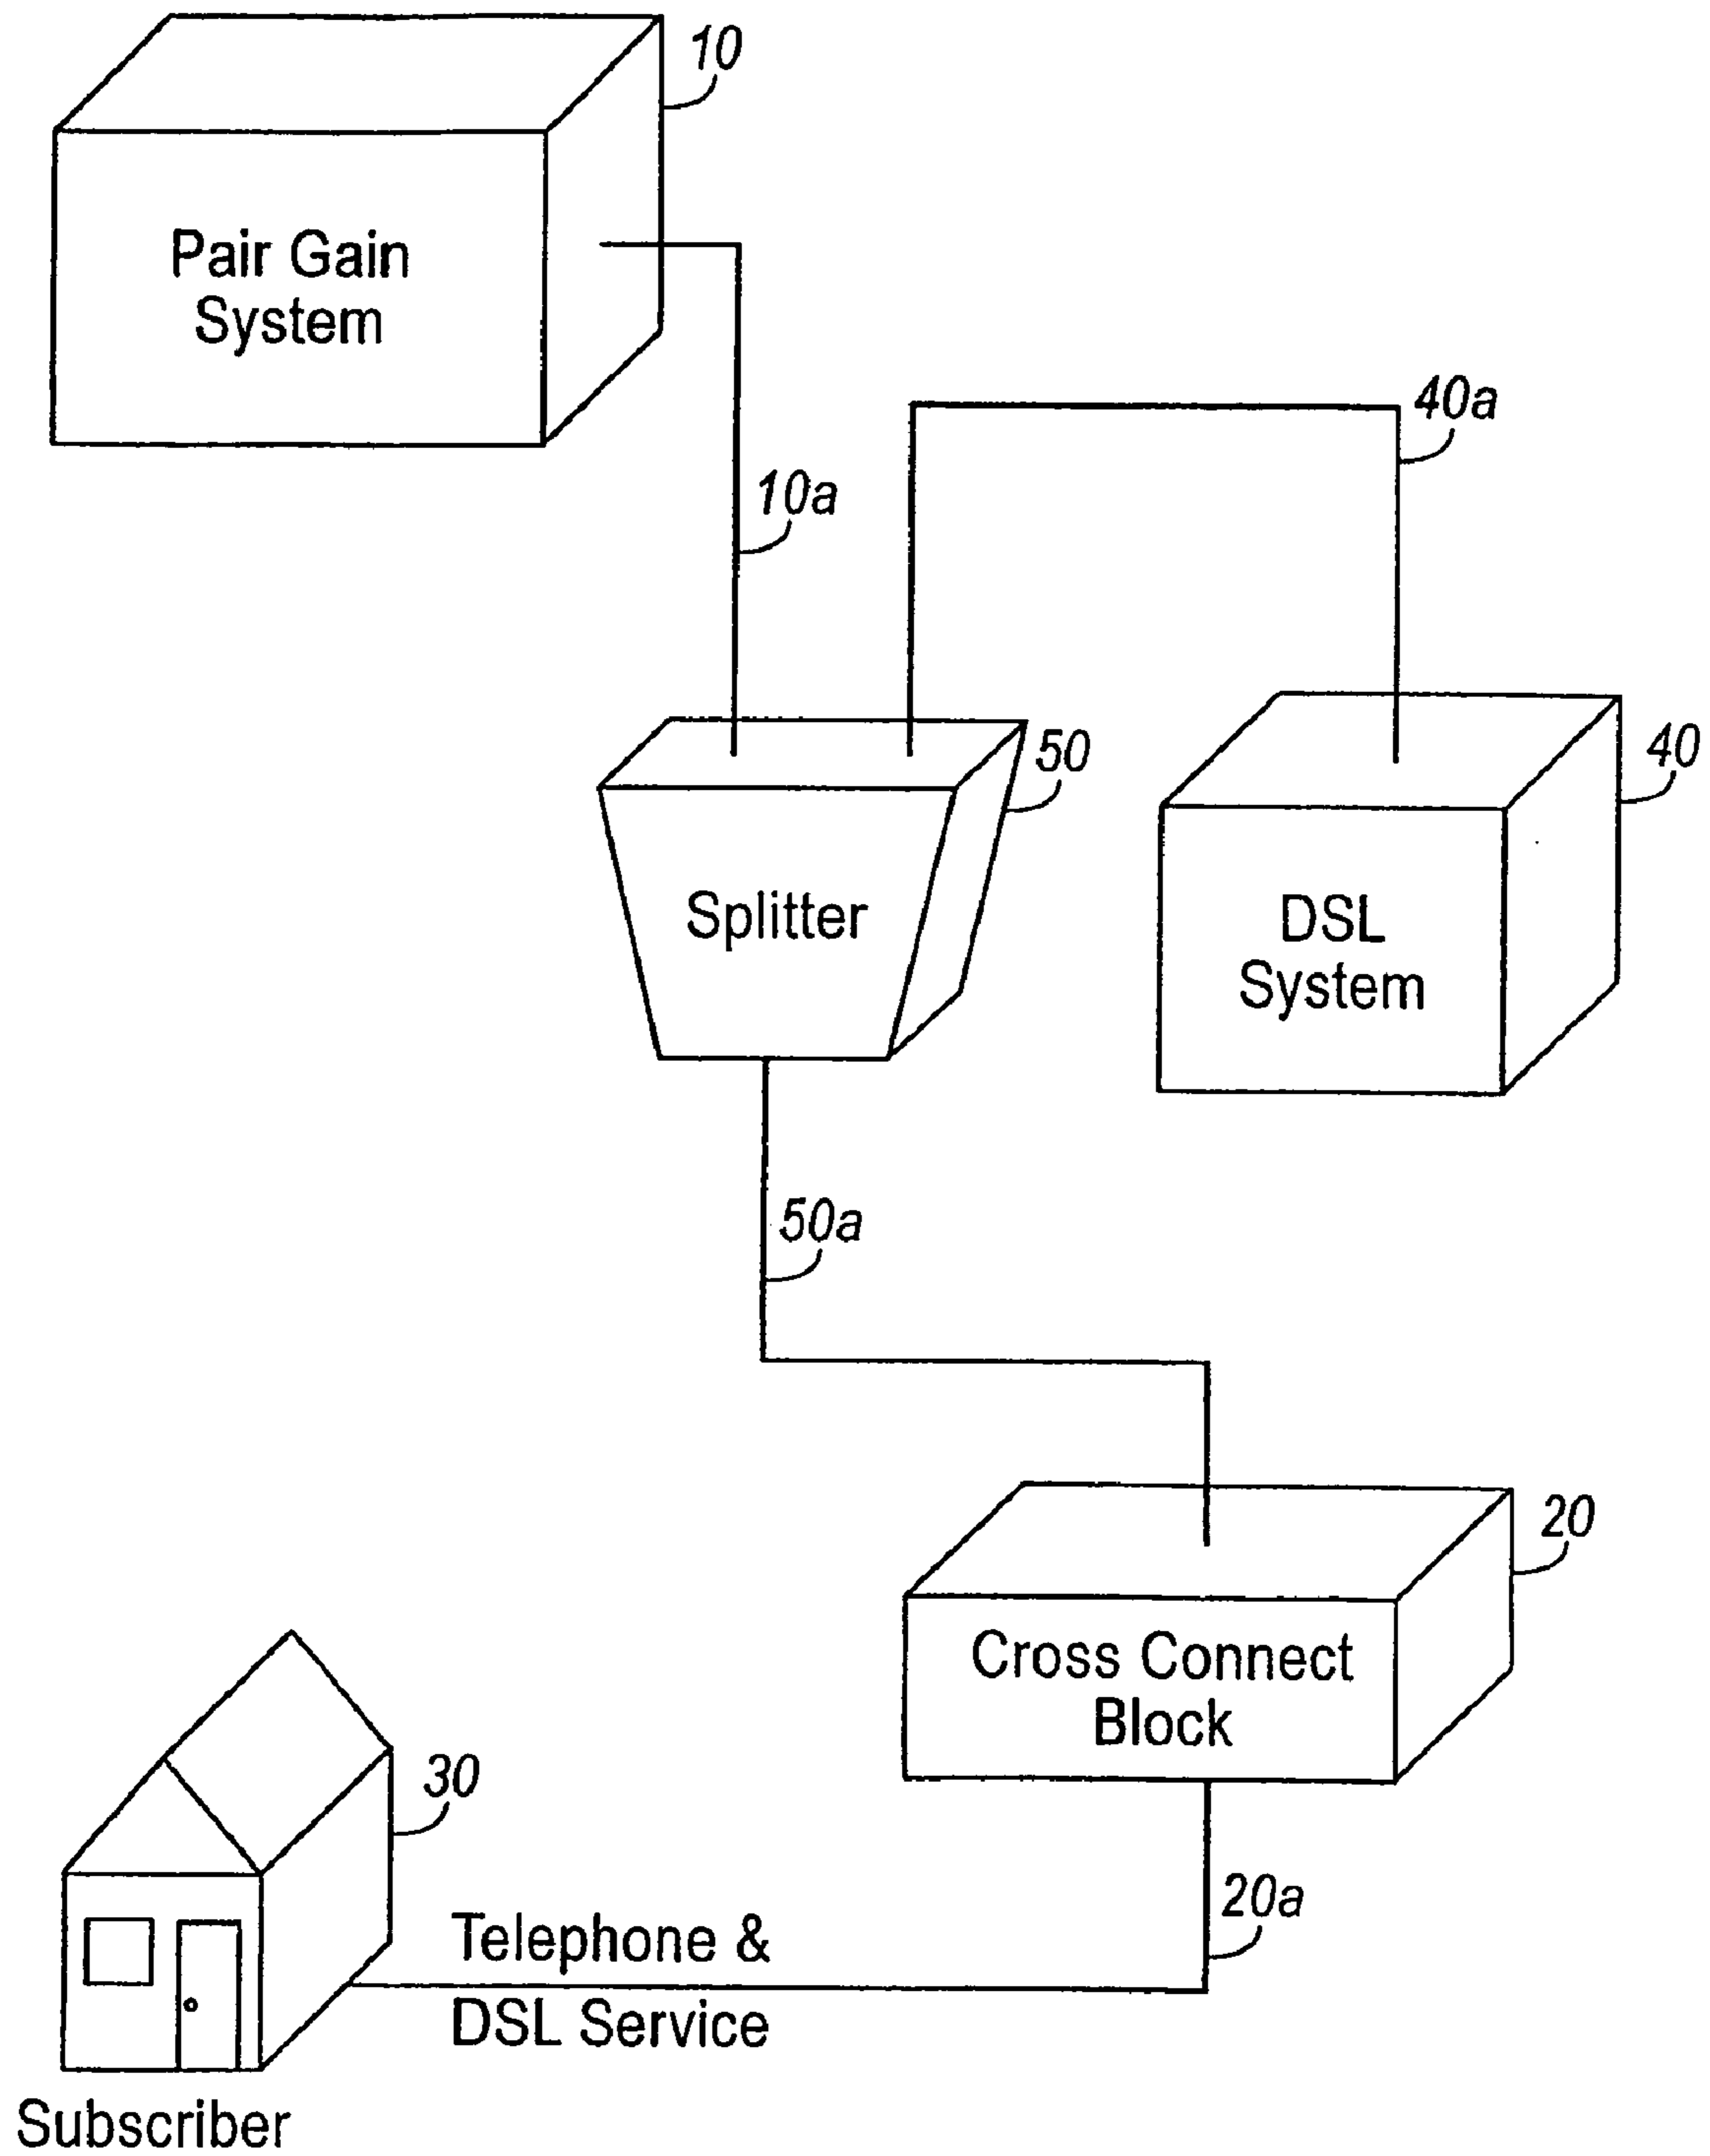 10
Pair Gain
System
40a
10a
50
40
Splitter
DSL
System
50a
20
Cross Connect
Block
30
20a
Telephone &
DSL Service
Subscriber